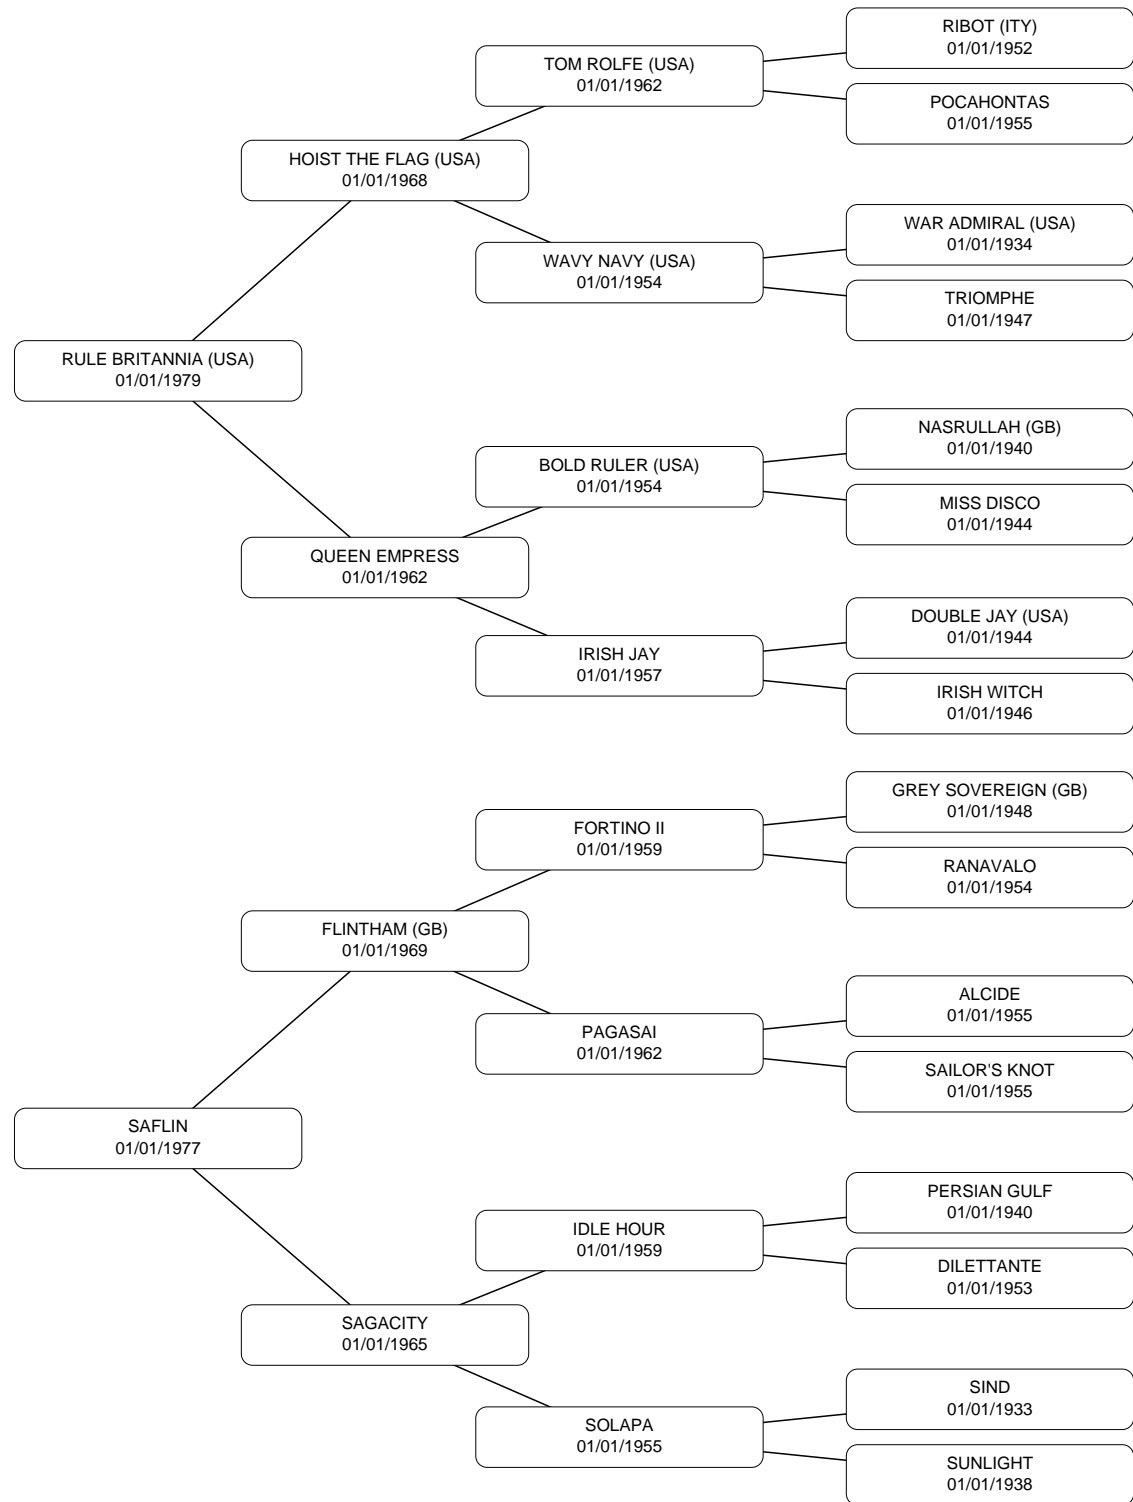 RIBOT (ITY)
01/01/1952
TOM ROLFE (USA)
01/01/1962
POCAHONTAS
01/01/1955
HOIST THE FLAG (USA)
01/01/1968
WAR ADMIRAL (USA)
01/01/1934
WAVY NAVY (USA)
01/01/1954
TRIOMPHE
01/01/1947
RULE BRITANNIA (USA)
01/01/1979
NASRULLAH (GB)
01/01/1940
BOLD RULER (USA)
01/01/1954
MISS DISCO
01/01/1944
QUEEN EMPRESS
01/01/1962
DOUBLE JAY (USA)
01/01/1944
IRISH JAY
01/01/1957
IRISH WITCH
01/01/1946
GREY SOVEREIGN (GB)
01/01/1948
FORTINO II
01/01/1959
RANAVALO
01/01/1954
FLINTHAM (GB)
01/01/1969
ALCIDE
01/01/1955
PAGASAI
01/01/1962
SAILOR'S KNOT
01/01/1955
SAFLIN
01/01/1977
PERSIAN GULF
01/01/1940
IDLE HOUR
01/01/1959
DILETTANTE
01/01/1953
SAGACITY
01/01/1965
SIND
01/01/1933
SOLAPA
01/01/1955
SUNLIGHT
01/01/1938